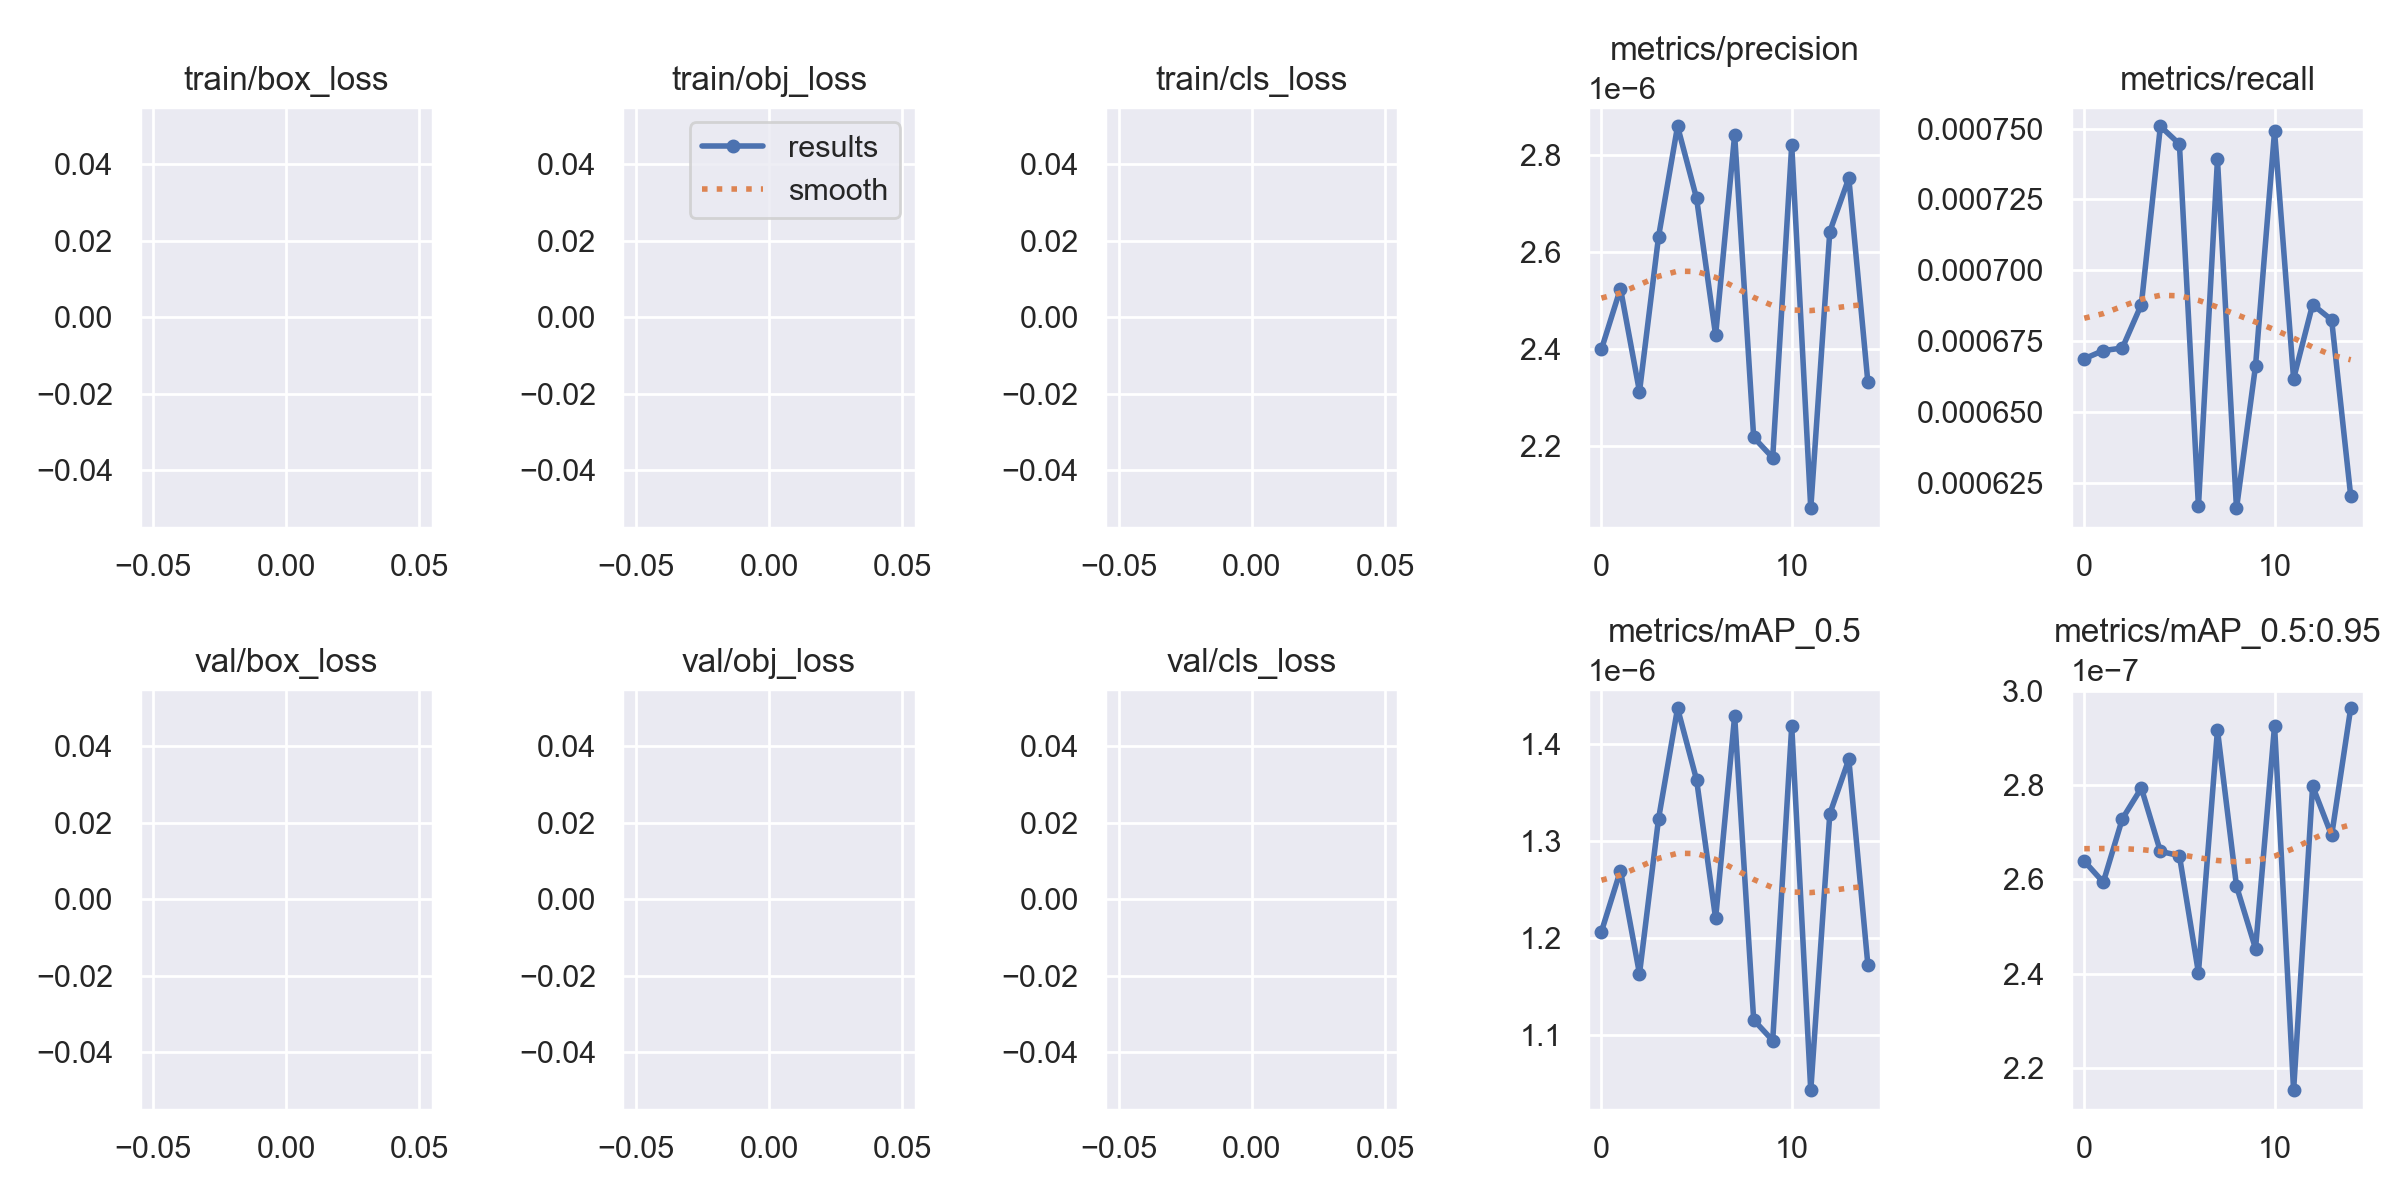 train/box_loss
0.04
0.02
0.00
−0.02
−0.04
−0.05 0.00 0.05
train/obj_loss
results
smooth
0.04
0.02
0.00
−0.02
−0.04
−0.05 0.00 0.05
train/cls_loss
0.04
0.02
0.00
−0.02
−0.04
−0.05 0.00 0.05
metrics/precision
1e−6
2.8
2.6
2.4
2.2
0 10
metrics/recall
0.000750
0.000725
0.000700
0.000675
0.000650
0.000625
0 10
val/box_loss
0.04
0.02
0.00
−0.02
−0.04
−0.05 0.00 0.05
val/obj_loss
0.04
0.02
0.00
−0.02
−0.04
−0.05 0.00 0.05
val/cls_loss
0.04
0.02
0.00
−0.02
−0.04
−0.05 0.00 0.05
metrics/mAP_0.5
1e−6
1.4
1.3
1.2
1.1
0 10
metrics/mAP_0.5:0.95
1e−7
3.0
2.8
2.6
2.4
2.2
0 10